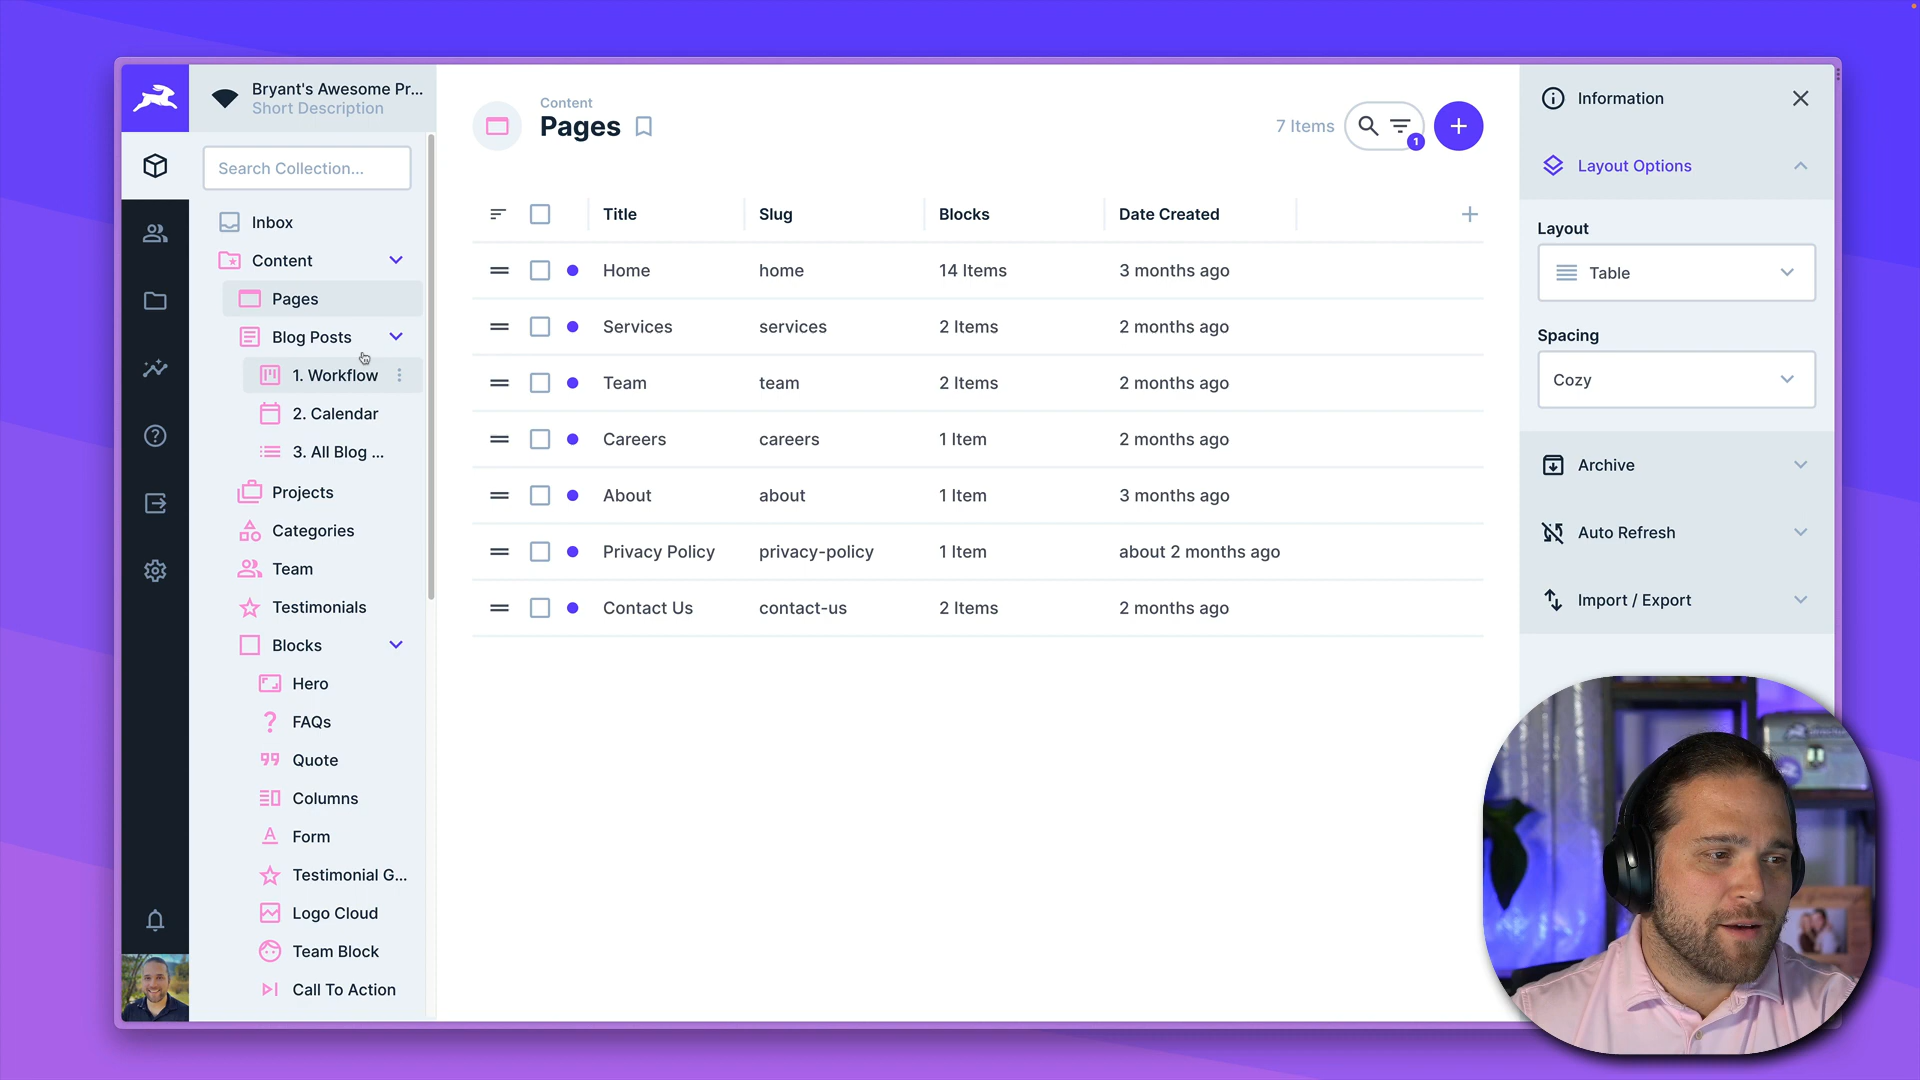 Bryant's Awesome Pr...
Short Description
Search Collection...
Inbox
Content
Pages
Blog Posts
1. Workflow
2. Calendar
3. All Blog ...
Projects
Categories
Team
Testimonials
Blocks
Hero
FAQs
Quote
Columns
Form
Testimonial G...
Logo Cloud
Team Block
Call To Action
Content
Pages
7 Items
1
Title Slug Blocks Date Created
Home home 14 Items 3 months ago
Services services 2 Items 2 months ago
Team team 2 Items 2 months ago
Careers careers 1 Item 2 months ago
About about 1 Item 3 months ago
Privacy Policy privacy-policy 1 Item about 2 months ago
Contact Us contact-us 2 Items 2 months ago
Information
Layout Options
Layout
Table
Spacing
Cozy
Archive
Auto Refresh
Import / Export